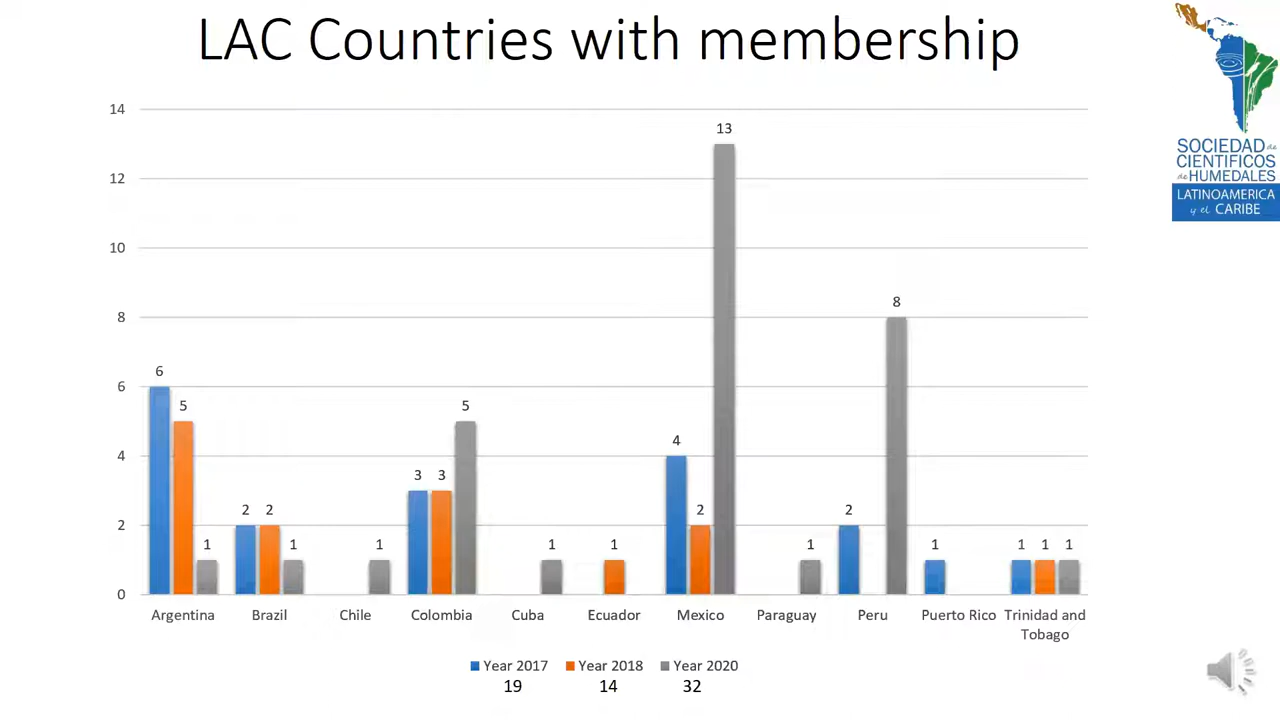 LAC Countries with membership
SOCIEDAD de
CIENTIFICOS
de HUMEDALES
LATINOAMERICA
y el CARIBE
14
12
10
8
6
4
2
0
6
5
1
2
2
1
1
3
3
5
1
1
4
2
13
1
2
8
1
1
1
1
Argentina
Brazil
Chile
Colombia
Cuba
Ecuador
Mexico
Paraguay
Peru
Puerto Rico
Trinidad and
Tobago
Year 2017
Year 2018
Year 2020
19
14
32